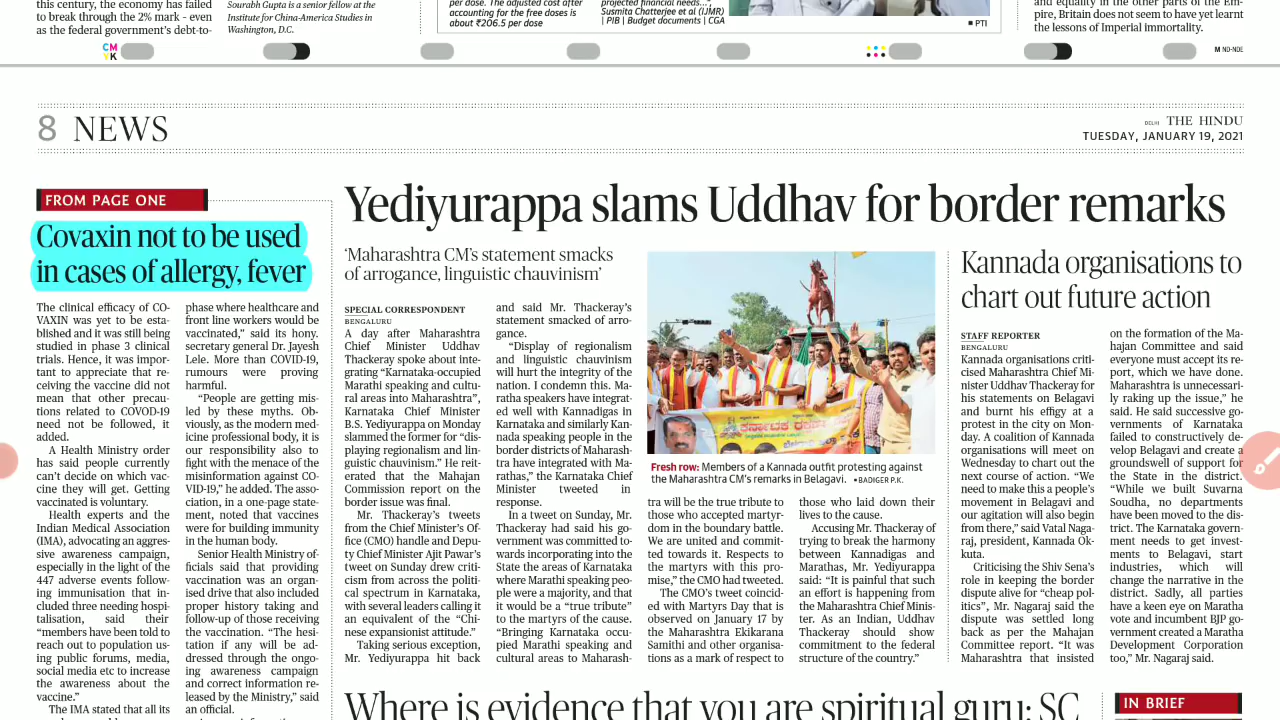 this century, the economy has failed
to break through the 2% mark – even
as the federal government's debt-to-
Sourabh Gupta is a senior fellow at the
Institute for China-America Studies in
Washington, D.C.
per dose. The adjusted cost after
accounting for the free doses is
about ₹206.5 per dose
projected financial needs...",
Susmita Chatterjee et al (IJMR)
| PIB | Budget documents | CGA
■ PTI
and equality in the other parts of the Em-
pire, Britain does not seem to have yet learnt
the lessons of Imperial immortality.
CM
YK
M ND-NDE
8 NEWS
DELHI THE HINDU
TUESDAY, JANUARY 19, 2021
FROM PAGE ONE
Covaxin not to be used
in cases of allergy, fever
The clinical efficacy of CO-
VAXIN was yet to be esta-
blished and it was still being
studied in phase 3 clinical
trials. Hence, it was impor-
tant to appreciate that re-
ceiving the vaccine did not
mean that other precau-
tions related to COVOD-19
need not be followed, it
added.
A Health Ministry order
has said people currently
can't decide on which vac-
cine they will get. Getting
vaccinated is voluntary.
Health experts and the
Indian Medical Association
(IMA), advocating an aggres-
sive awareness campaign,
especially in the light of the
447 adverse events follow-
ing immunisation that in-
cluded three needing hospi-
talisation, said their
"members have been told to
reach out to population us-
ing public forums, media,
social media etc to increase
the awareness about the
vaccine."
The IMA stated that all its
phase where healthcare and
front line workers would be
vaccinated," said its hony.
secretary general Dr. Jayesh
Lele. More than COVID-19,
rumours were proving
harmful.
"People are getting mis-
led by these myths. Ob-
viously, as the modern med-
icine professional body, it is
our responsibility also to
fight with the menace of the
misinformation against CO-
VID-19," he added. The asso-
ciation, in a one-page state-
ment, noted that vaccines
were for building immunity
in the human body.
Senior Health Ministry of-
ficials said that providing
vaccination was an organ-
ised drive that also included
proper history taking and
follow-up of those receiving
the vaccination. "The hesi-
tation if any will be ad-
dressed through the ongo-
ing awareness campaign
and correct information re-
leased by the Ministry," said
an official.
Yediyurappa slams Uddhav for border remarks
'Maharashtra CM's statement smacks
of arrogance, linguistic chauvinism'
SPECIAL CORRESPONDENT
BENGALURU
A day after Maharashtra
Chief Minister Uddhav
Thackeray spoke about inte-
grating "Karnataka-occupied
Marathi speaking and cultu-
ral areas into Maharashtra",
Karnataka Chief Minister
B.S. Yediyurappa on Monday
slammed the former for "dis-
playing regionalism and lin-
guistic chauvinism." He reit-
erated that the Mahajan
Commission report on the
border issue was final.
Mr. Thackeray's tweets
from the Chief Minister's Of-
fice (CMO) handle and Depu-
ty Chief Minister Ajit Pawar's
tweet on Sunday drew criti-
cism from across the politi-
cal spectrum in Karnataka,
with several leaders calling it
an equivalent of the "Chi-
nese expansionist attitude."
Taking serious exception,
Mr. Yediyurappa hit back
and said Mr. Thackeray's
statement smacked of arro-
gance.
"Display of regionalism
and linguistic chauvinism
will hurt the integrity of the
nation. I condemn this. Ma-
ratha speakers have integrat-
ed well with Kannadigas in
Karnataka and similarly Kan-
nada speaking people in the
border districts of Maharash-
tra have integrated with Ma-
rathas," the Karnataka Chief
Minister tweeted in
response.
In a tweet on Sunday, Mr.
Thackeray had said his go-
vernment was committed to-
wards incorporating into the
State the areas of Karnataka
where Marathi speaking peo-
ple were a majority, and that
it would be a "true tribute"
to the martyrs of the cause.
"Bringing Karnataka occu-
pied Marathi speaking and
cultural areas to Maharash-
ಕರ್ನಾಟಕ
Fresh row: Members of a Kannada outfit protesting against
the Maharashtra CM's remarks in Belagavi. ■ BADIGER P.K.
tra will be the true tribute to
those who accepted martyr-
dom in the boundary battle.
We are united and commit-
ted towards it. Respects to
the martyrs with this pro-
mise," the CMO had tweeted.
The CMO's tweet coincid-
ed with Martyrs Day that is
observed on January 17 by
the Maharashtra Ekikarana
Samithi and other organisa-
tions as a mark of respect to
those who laid down their
lives to the cause.
Accusing Mr. Thackeray of
trying to break the harmony
between Kannadigas and
Marathas, Mr. Yediyurappa
said: "It is painful that such
an effort is happening from
the Maharashtra Chief Minis-
ter. As an Indian, Uddhav
Thackeray should show
commitment to the federal
structure of the country."
Kannada organisations to
chart out future action
STAFF REPORTER
BENGALURU
Kannada organisations criti-
cised Maharashtra Chief Mi-
nister Uddhav Thackeray for
his statements on Belagavi
and burnt his effigy at a
protest in the city on Mon-
day. A coalition of Kannada
organisations will meet on
Wednesday to chart out the
next course of action. "We
need to make this a people's
movement in Belagavi and
our agitation will also begin
from there," said Vatal Naga-
raj, president, Kannada Ok-
kuta.
Criticising the Shiv Sena's
role in keeping the border
dispute alive for "cheap pol-
itics", Mr. Nagaraj said the
dispute was settled long
back as per the Mahajan
Committee report. "It was
Maharashtra that insisted
on the formation of the Ma-
hajan Committee and said
everyone must accept its re-
port, which we have done.
Maharashtra is unnecessari-
ly raking up the issue," he
said. He said successive go-
vernments of Karnataka
failed to constructively de-
velop Belagavi and create a
groundswell of support for
the State in the district.
"While we built Suvarna
Soudha, no departments
have been moved to the dis-
trict. The Karnataka govern-
ment needs to get invest-
ments to Belagavi, start
industries, which will
change the narrative in the
district. Sadly, all parties
have a keen eye on Maratha
vote and incumbent BJP go-
vernment created a Maratha
Development Corporation
too," Mr. Nagaraj said.
Where is evidence that you are spiritual guru: SC
IN BRIEF